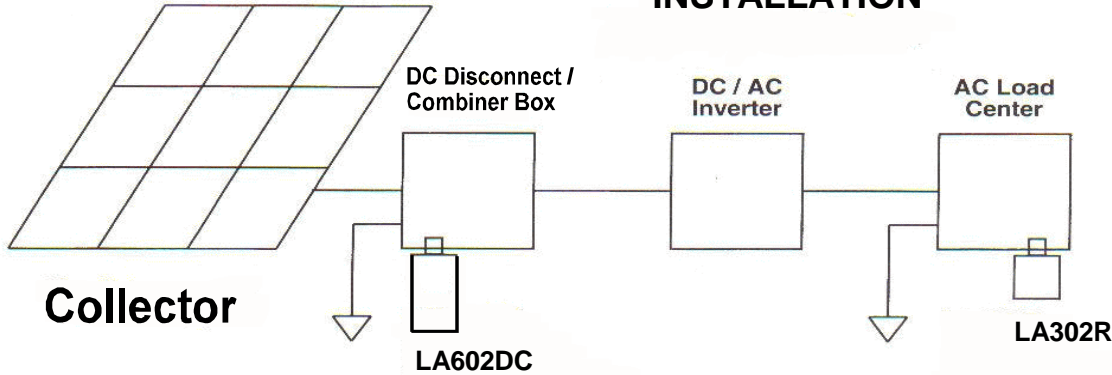 INSTALLATION
DC Disconnect /
Combiner Box
DC / AC
Inverter
AC Load
Center
Collector
LA602DC
LA302R